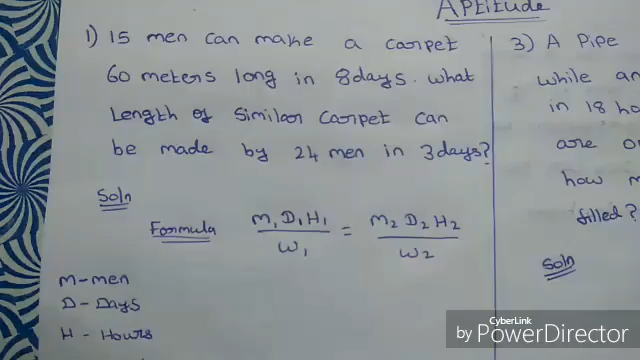 Aptitude
1) 15 men can make a carpet
60 meters long in 8 days. What
Length of Similar Carpet can
be made by 24 men in 3 days?
Soln
Formula M₁D₁H₁ / W₁ = M₂D₂H₂ / W₂
M - men
D - Days
H - Hours
3) A Pipe
while an
in 18 ho
are o
how m
filled?
Soln
CyberLink
by PowerDirector